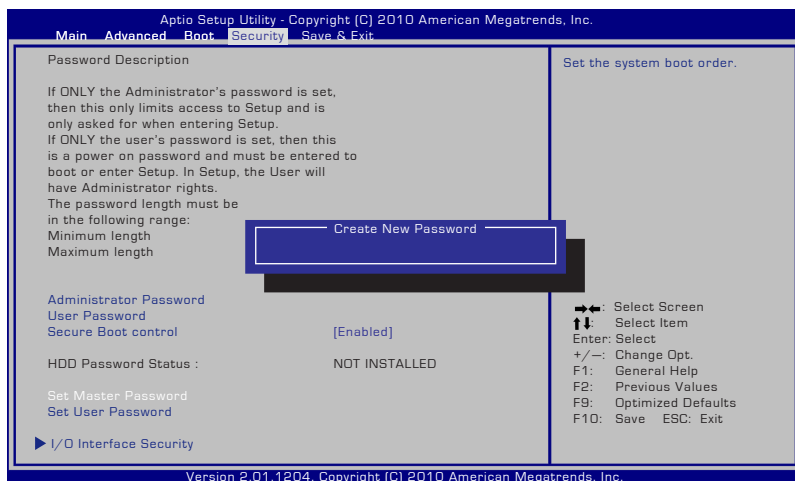 Aptio Setup Utility - Copyright (C) 2010 American Megatrends, Inc.
Main Advanced Boot Security Save & Exit
Password Description
If ONLY the Administrator's password is set,
then this only limits access to Setup and is
only asked for when entering Setup.
If ONLY the user's password is set, then this
is a power on password and must be entered to
boot or enter Setup. In Setup, the User will
have Administrator rights.
The password length must be
in the following range:
Minimum length
Maximum length
Create New Password
Administrator Password
User Password
Secure Boot control [Enabled]
HDD Password Status : NOT INSTALLED
Set Master Password
Set User Password
I/O Interface Security
Set the system boot order.
→←: Select Screen
↑↓: Select Item
Enter: Select
+/—: Change Opt.
F1: General Help
F2: Previous Values
F9: Optimized Defaults
F10: Save ESC: Exit
Version 2.01.1204. Copyright (C) 2010 American Megatrends, Inc.